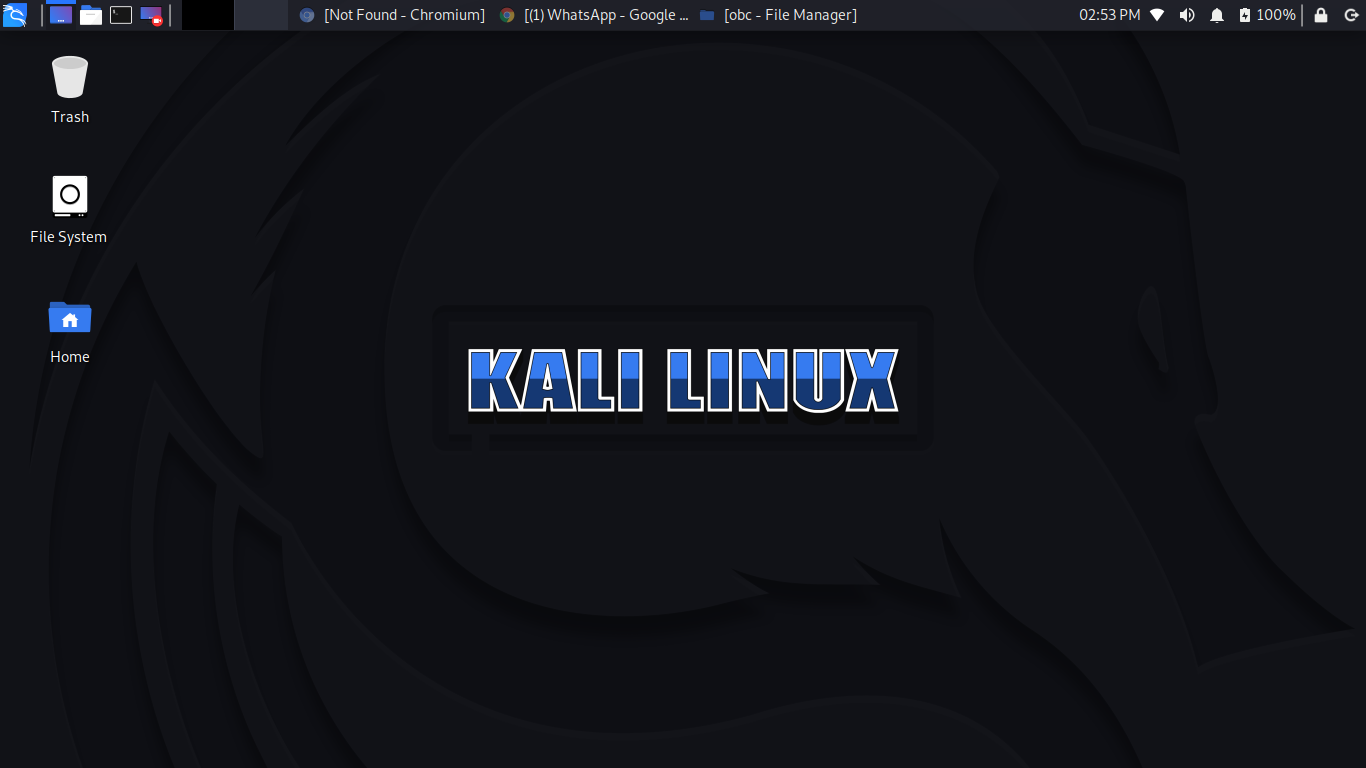 [Not Found - Chromium] [(1) WhatsApp - Google ... [obc - File Manager] 02:53 PM 100%
Trash
File System
Home
KALI LINUX